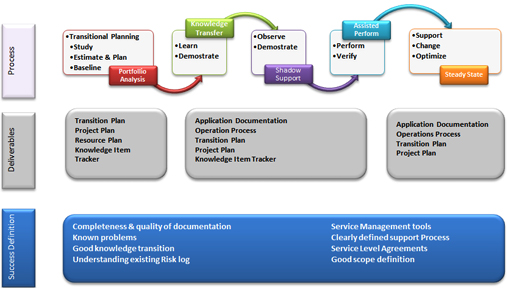 Process
Transitional Planning
Study
Estimate & Plan
Baseline
Portfolio
Analysis
Knowledge
Transfer
Learn
Demostrate
Observe
Demostrate
Shadow
Support
Assisted
Perform
Perform
Verify
Support
Change
Optimize
Steady State
Deliverables
Transition Plan
Project Plan
Resource Plan
Knowledge Item
Tracker
Application Documentation
Operation Process
Transition Plan
Project Plan
Knowledge Item Tracker
Application Documentation
Operations Process
Transition Plan
Project Plan
Success Definition
Completeness & quality of documentation
Known problems
Good knowledge transition
Understanding existing Risk log
Service Management tools
Clearly defined support Process
Service Level Agreements
Good scope definition